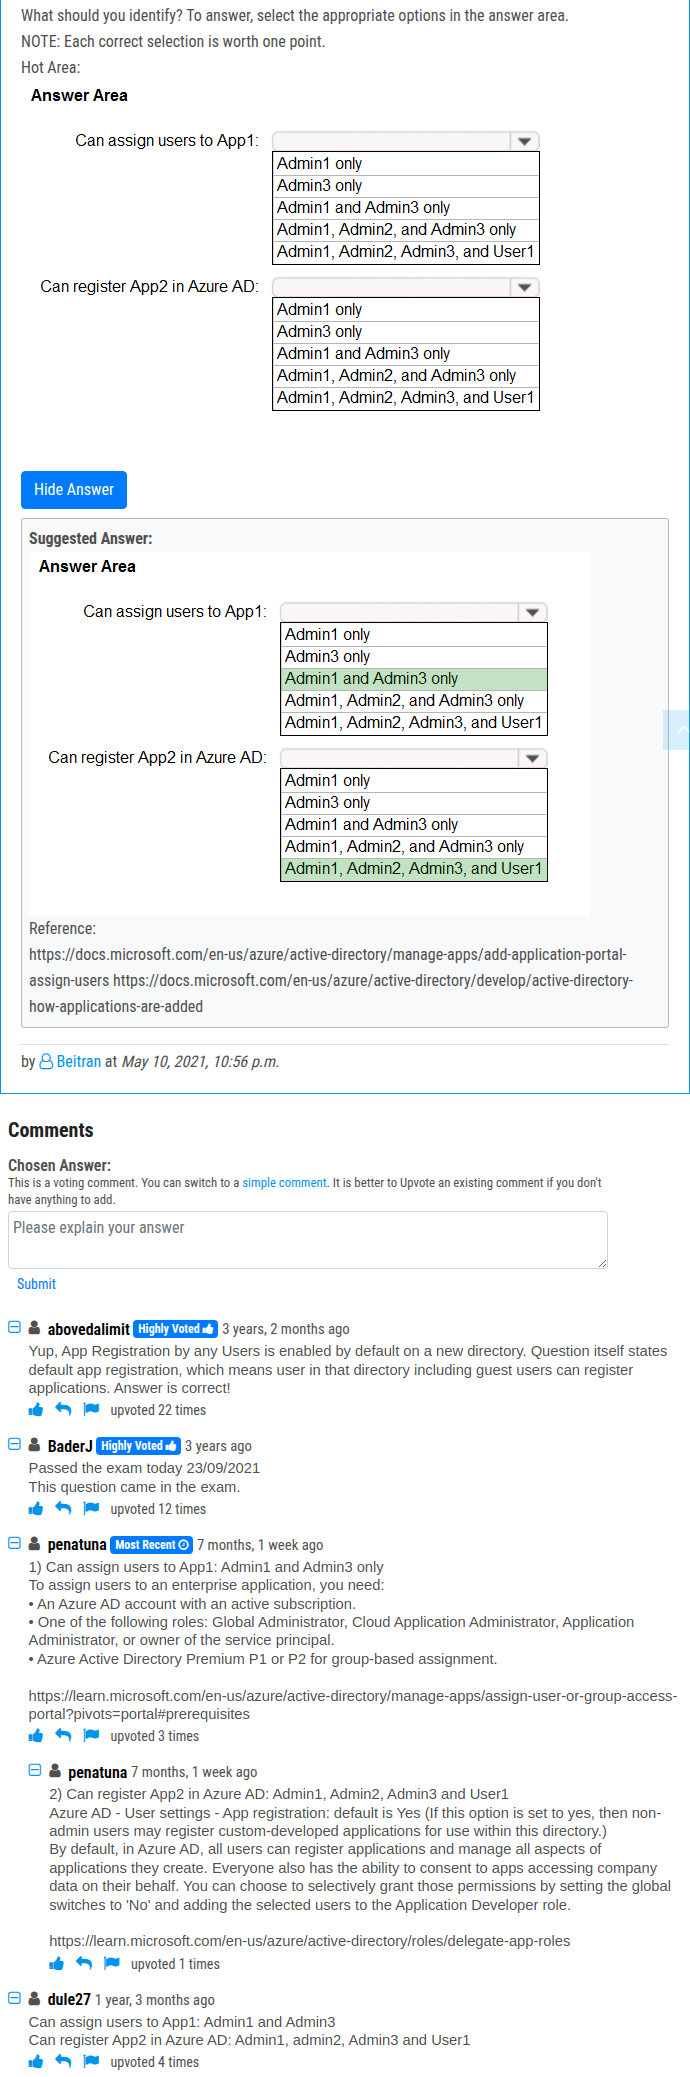 What should you identify? To answer, select the appropriate options in the answer area.
NOTE: Each correct selection is worth one point.
Hot Area:
Answer Area
Can assign users to App1:
Admin1 only
Admin3 only
Admin1 and Admin3 only
Admin1, Admin2, and Admin3 only
Admin1, Admin2, Admin3, and User1
Can register App2 in Azure AD:
Admin1 only
Admin3 only
Admin1 and Admin3 only
Admin1, Admin2, and Admin3 only
Admin1, Admin2, Admin3, and User1
Hide Answer
Suggested Answer:
Answer Area
Can assign users to App1:
Admin1 only
Admin3 only
Admin1 and Admin3 only
Admin1, Admin2, and Admin3 only
Admin1, Admin2, Admin3, and User1
Can register App2 in Azure AD:
Admin1 only
Admin3 only
Admin1 and Admin3 only
Admin1, Admin2, and Admin3 only
Admin1, Admin2, Admin3, and User1
Reference:
https://docs.microsoft.com/en-us/azure/active-directory/manage-apps/add-application-portal-
assign-users https://docs.microsoft.com/en-us/azure/active-directory/develop/active-directory-
how-applications-are-added
by Beitran at May 10, 2021, 10:56 p.m.
Comments
Chosen Answer:
This is a voting comment. You can switch to a simple comment. It is better to Upvote an existing comment if you don't
have anything to add.
Please explain your answer
Submit
abovedalimit Highly Voted 3 years, 2 months ago
Yup, App Registration by any Users is enabled by default on a new directory. Question itself states
default app registration, which means user in that directory including guest users can register
applications. Answer is correct!
upvoted 22 times
BaderJ Highly Voted 3 years ago
Passed the exam today 23/09/2021
This question came in the exam.
upvoted 12 times
penatuna Most Recent 7 months, 1 week ago
1) Can assign users to App1: Admin1 and Admin3 only
To assign users to an enterprise application, you need:
• An Azure AD account with an active subscription.
• One of the following roles: Global Administrator, Cloud Application Administrator, Application
Administrator, or owner of the service principal.
• Azure Active Directory Premium P1 or P2 for group-based assignment.
https://learn.microsoft.com/en-us/azure/active-directory/manage-apps/assign-user-or-group-access-
portal?pivots=portal#prerequisites
upvoted 3 times
penatuna 7 months, 1 week ago
2) Can register App2 in Azure AD: Admin1, Admin2, Admin3 and User1
Azure AD - User settings - App registration: default is Yes (If this option is set to yes, then non-
admin users may register custom-developed applications for use within this directory.)
By default, in Azure AD, all users can register applications and manage all aspects of
applications they create. Everyone also has the ability to consent to apps accessing company
data on their behalf. You can choose to selectively grant those permissions by setting the global
switches to 'No' and adding the selected users to the Application Developer role.
https://learn.microsoft.com/en-us/azure/active-directory/roles/delegate-app-roles
upvoted 1 times
dule27 1 year, 3 months ago
Can assign users to App1: Admin1 and Admin3
Can register App2 in Azure AD: Admin1, admin2, Admin3 and User1
upvoted 4 times